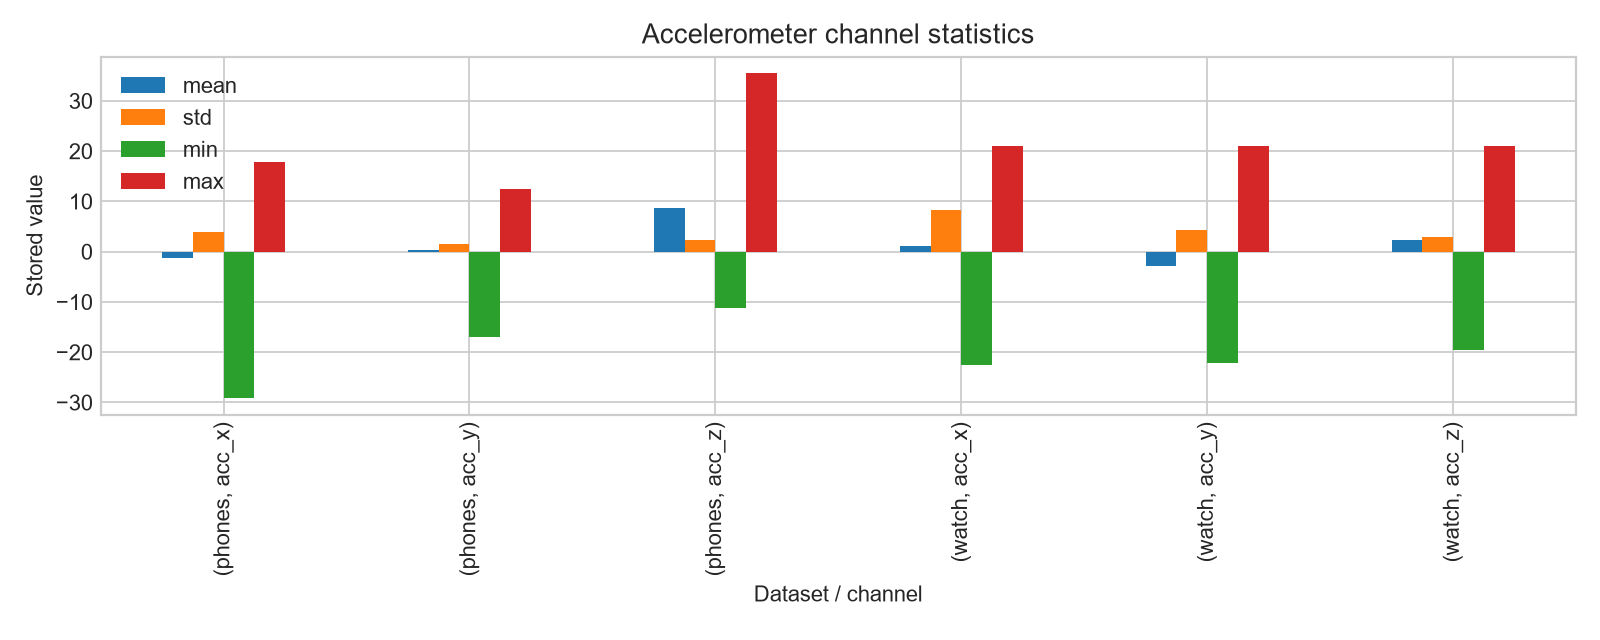 Accelerometer channel statistics
mean
std
min
max
30
20
10
0
−10
−20
−30
Stored value
(phones, acc_x)
(phones, acc_y)
(phones, acc_z)
(watch, acc_x)
(watch, acc_y)
(watch, acc_z)
Dataset / channel